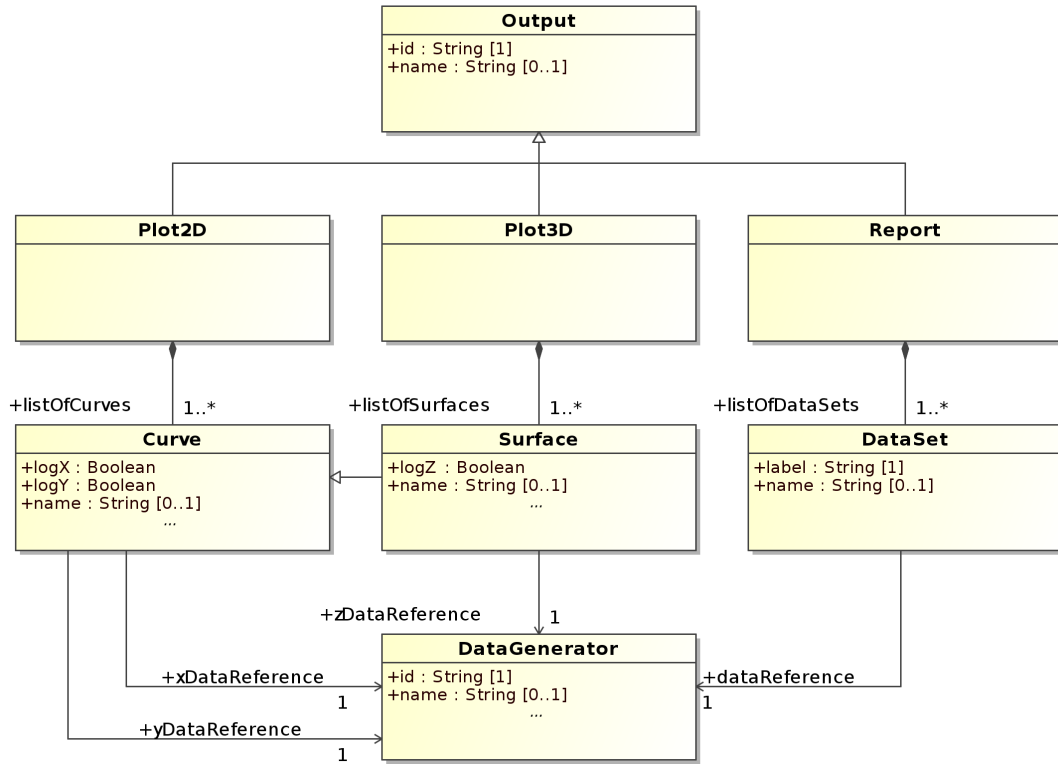 Output
+id : String [1]
+name : String [0..1]
Plot2D
Plot3D
Report
+listOfCurves
1..*
+listOfSurfaces
1..*
+listOfDataSets
1..*
Curve
+logX : Boolean
+logY : Boolean
+name : String [0..1]
...
Surface
+logZ : Boolean
+name : String [0..1]
...
DataSet
+label : String [1]
+name : String [0..1]
+zDataReference
1
+xDataReference
1
+yDataReference
1
DataGenerator
+id : String [1]
+name : String [0..1]
...
+dataReference
1